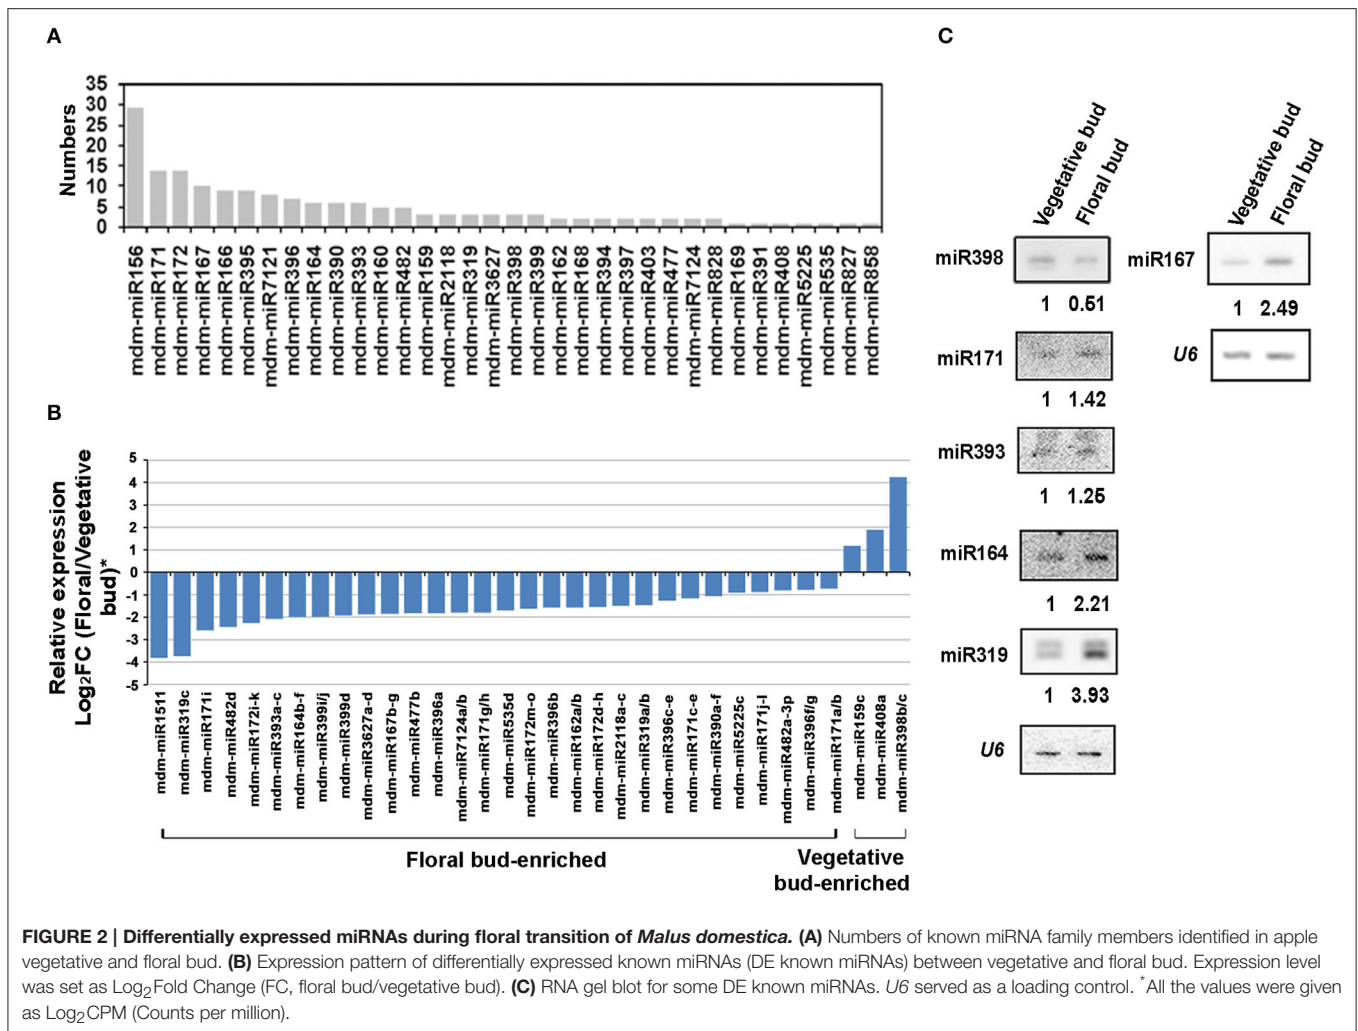 A
Numbers
35
30
25
20
15
10
5
0
mdm-miR156
mdm-miR171
mdm-miR172
mdm-miR167
mdm-miR166
mdm-miR395
mdm-miR7121
mdm-miR396
mdm-miR164
mdm-miR390
mdm-miR393
mdm-miR160
mdm-miR482
mdm-miR159
mdm-miR2118
mdm-miR319
mdm-miR3627
mdm-miR398
mdm-miR399
mdm-miR162
mdm-miR168
mdm-miR394
mdm-miR397
mdm-miR403
mdm-miR477
mdm-miR7124
mdm-miR828
mdm-miR169
mdm-miR391
mdm-miR408
mdm-miR5225
mdm-miR535
mdm-miR827
mdm-miR858
B
Relative expression
Log2FC (Floral/Vegetative
bud)*
5
4
3
2
1
0
-1
-2
-3
-4
-5
mdm-miR1511
mdm-miR319c
mdm-miR171i
mdm-miR482d
mdm-miR172i-k
mdm-miR393a-c
mdm-miR164b-f
mdm-miR399i/j
mdm-miR399d
mdm-miR3627a-d
mdm-miR167b-g
mdm-miR477b
mdm-miR396a
mdm-miR7124a/b
mdm-miR171g/h
mdm-miR535d
mdm-miR172m-o
mdm-miR396b
mdm-miR162a/b
mdm-miR172d-h
mdm-miR2118a-c
mdm-miR319a/b
mdm-miR396c-e
mdm-miR171c-e
mdm-miR390a-f
mdm-miR5225c
mdm-miR171j-l
mdm-miR482a-3p
mdm-miR396f/g
mdm-miR171a/b
mdm-miR159c
mdm-miR408a
mdm-miR398b/c
Floral bud-enriched
Vegetative
bud-enriched
C
Vegetative bud
Floral bud
miR398
1 0.51
miR171
1 1.42
miR393
1 1.25
miR164
1 2.21
miR319
1 3.93
U6
Vegetative bud
Floral bud
miR167
1 2.49
U6
FIGURE 2 | Differentially expressed miRNAs during floral transition of Malus domestica. (A) Numbers of known miRNA family members identified in apple
vegetative and floral bud. (B) Expression pattern of differentially expressed known miRNAs (DE known miRNAs) between vegetative and floral bud. Expression level
was set as Log2Fold Change (FC, floral bud/vegetative bud). (C) RNA gel blot for some DE known miRNAs. U6 served as a loading control. *All the values were given
as Log2CPM (Counts per million).